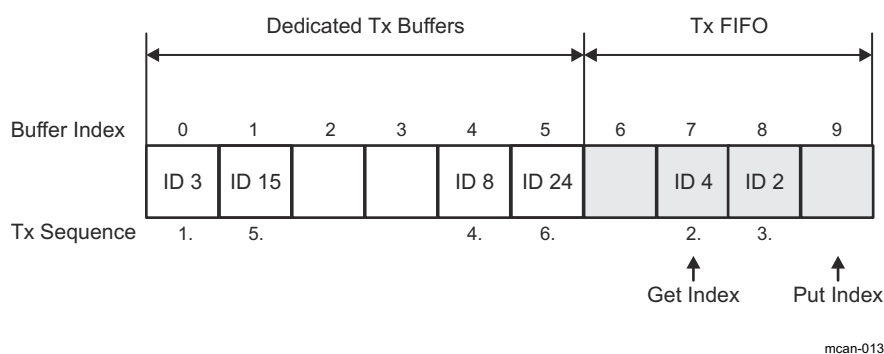 Dedicated Tx Buffers Tx FIFO
Buffer Index 0 1 2 3 4 5 6 7 8 9
ID 3 ID 15 ID 8 ID 24 ID 4 ID 2
Tx Sequence 1. 5. 4. 6. 2. 3.
Get Index Put Index
mcan-013